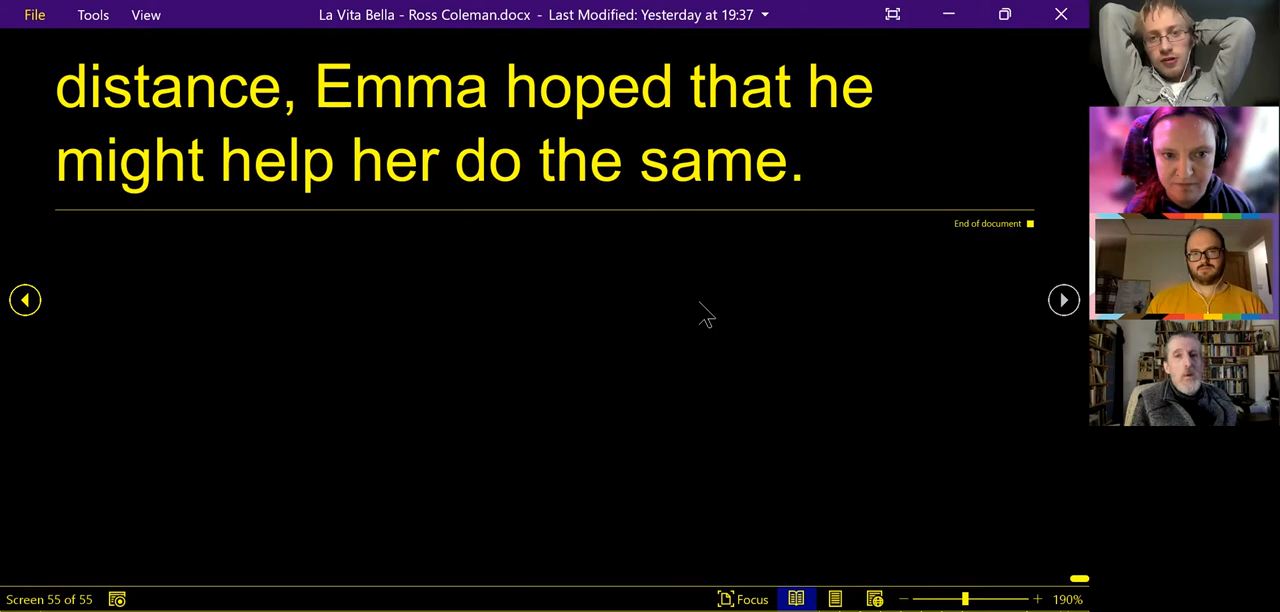 File Tools View La Vita Bella - Ross Coleman.docx - Last Modified: Yesterday at 19:37
distance, Emma hoped that he
might help her do the same.
End of document
Screen 55 of 55 Focus 190%